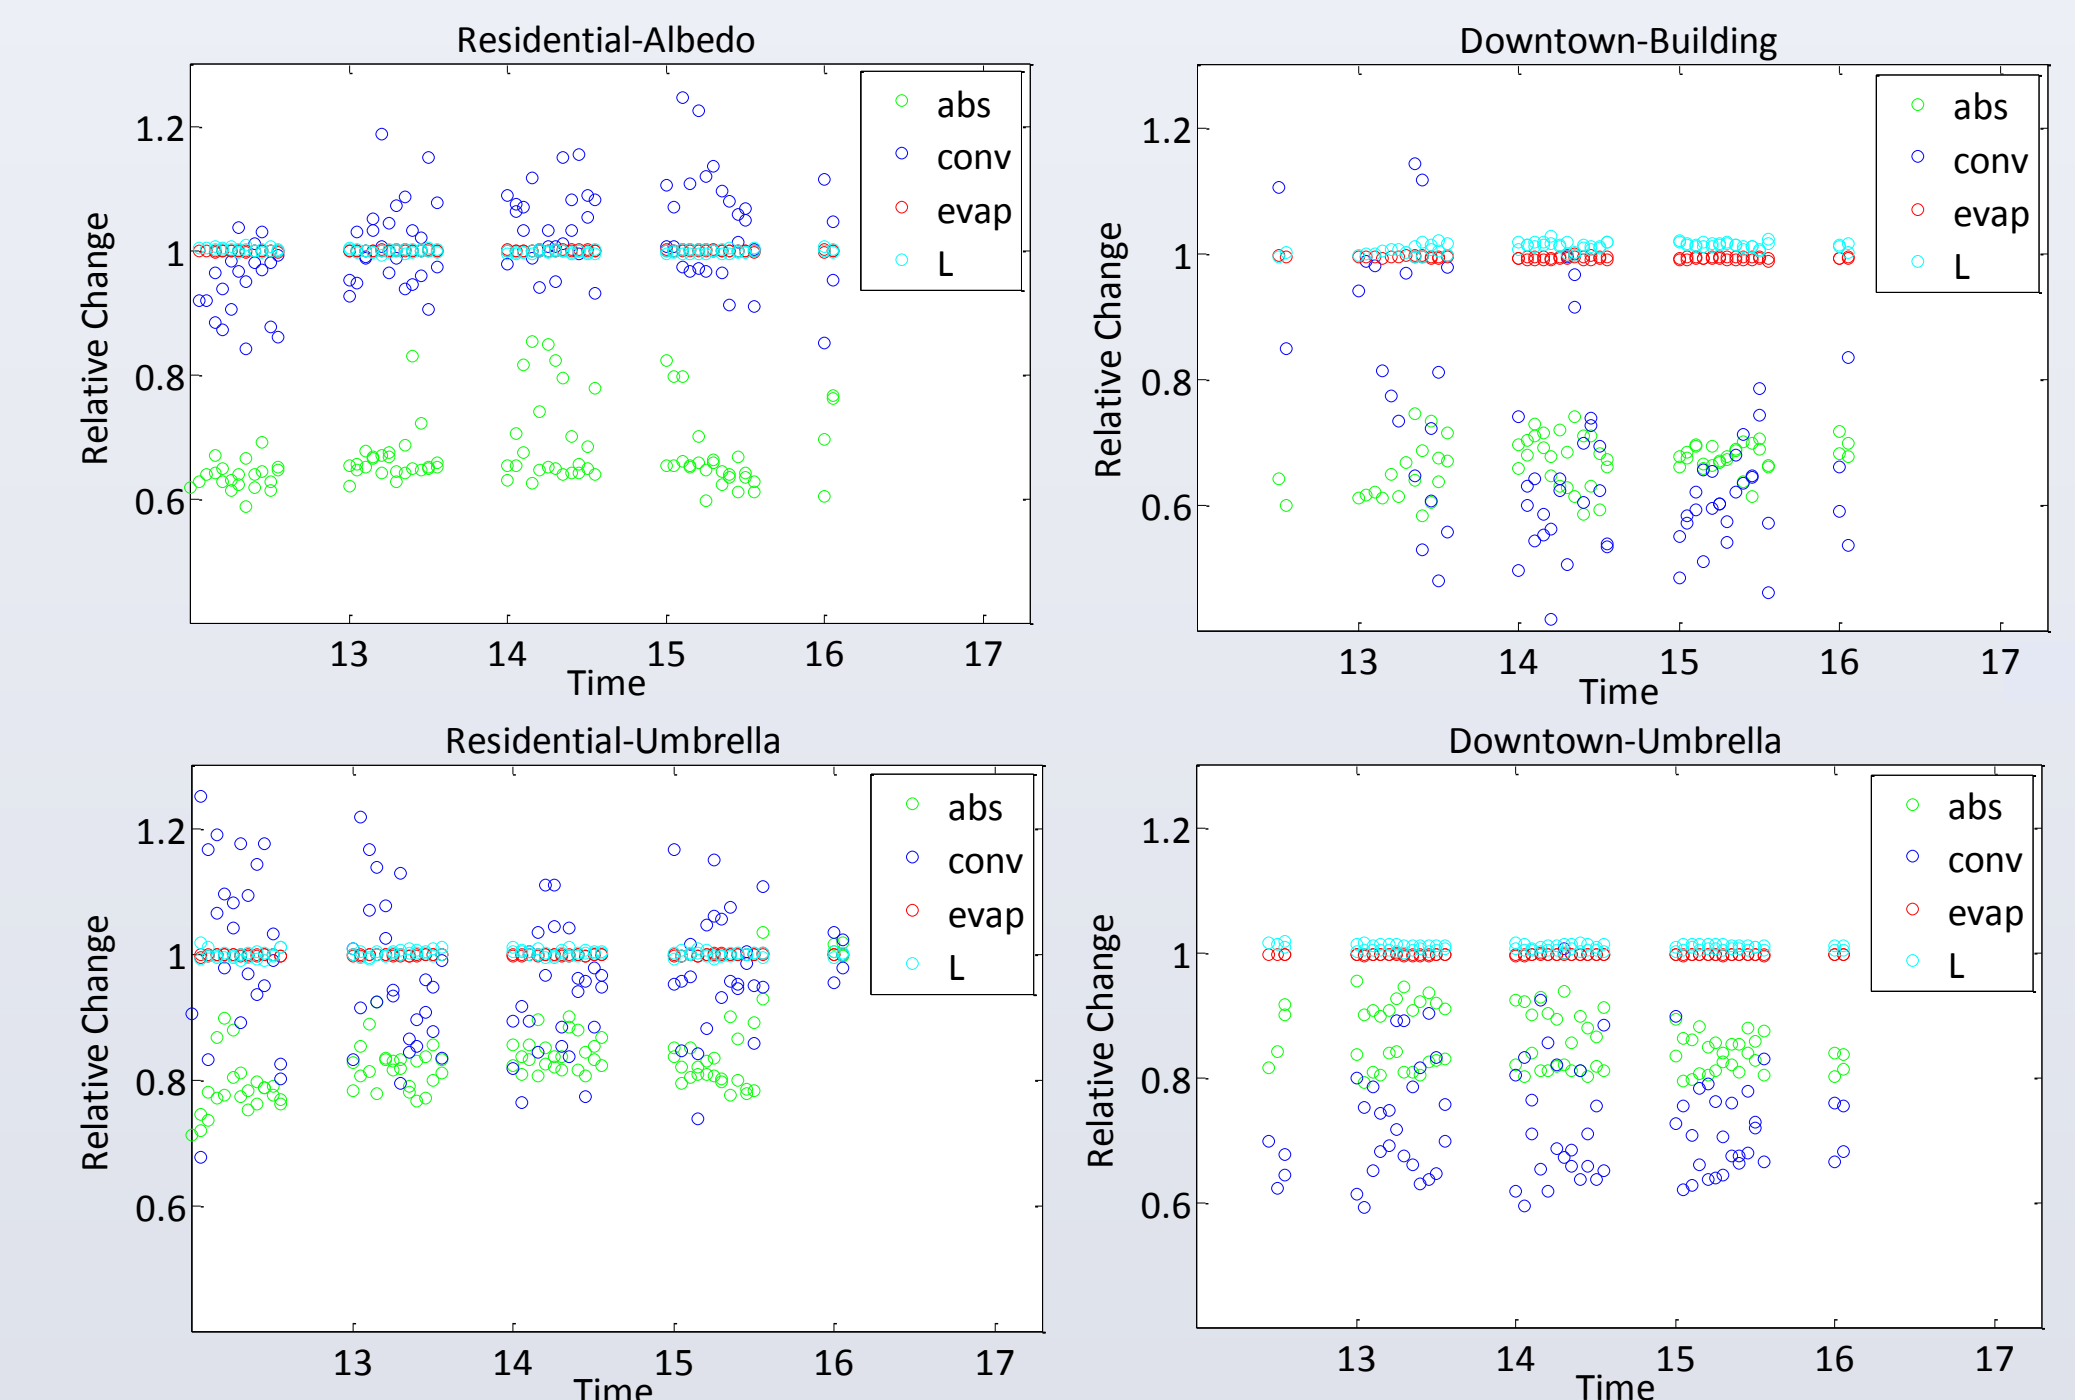 Residential-Albedo
Relative Change
1.2
1
0.8
0.6
abs
conv
evap
L
13 14 15 16 17
Time
Downtown-Building
Relative Change
1.2
1
0.8
0.6
abs
conv
evap
L
13 14 15 16 17
Time
Residential-Umbrella
Relative Change
1.2
1
0.8
0.6
abs
conv
evap
L
13 14 15 16 17
Time
Downtown-Umbrella
Relative Change
1.2
1
0.8
0.6
abs
conv
evap
L
13 14 15 16 17
Time